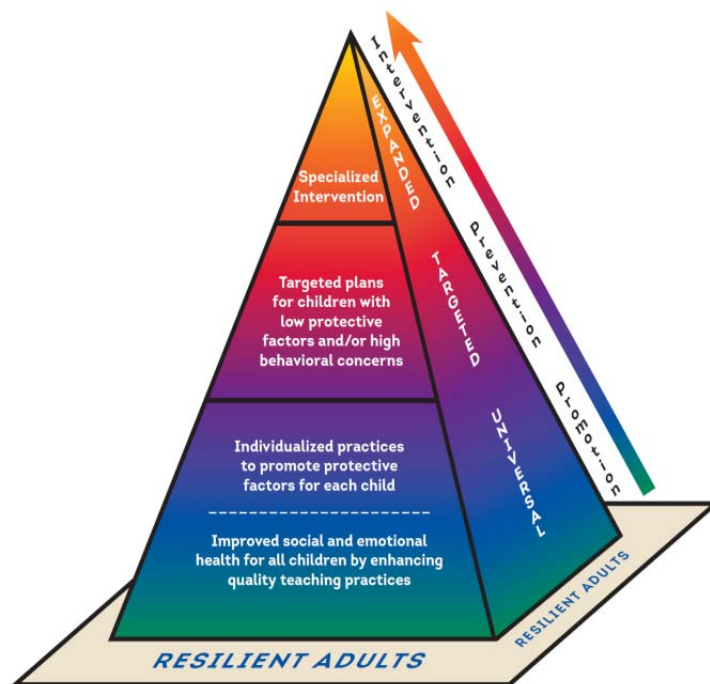 Specialized
Intervention
Targeted plans
for children with
low protective
factors and/or high
behavioral concerns
Individualized practices
to promote protective
factors for each child
Improved social and emotional
health for all children by enhancing
quality teaching practices
EXPANDED
TARGETED
UNIVERSAL
Intervention
Prevention
Promotion
RESILIENT ADULTS
RESILIENT ADULTS